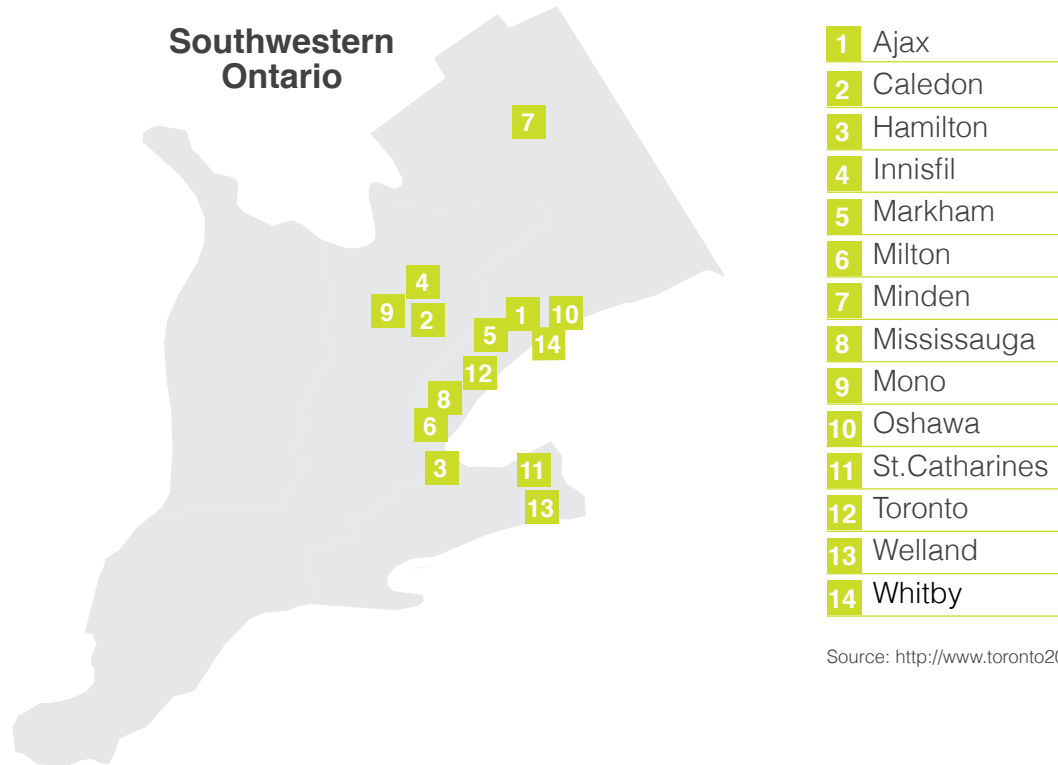 Southwestern
Ontario
7
4
9
2
1
10
5
14
12
8
6
3
11
13
1 Ajax
2 Caledon
3 Hamilton
4 Innisfil
5 Markham
6 Milton
7 Minden
8 Mississauga
9 Mono
10 Oshawa
11 St.Catharines
12 Toronto
13 Welland
14 Whitby
Source: http://www.toronto20